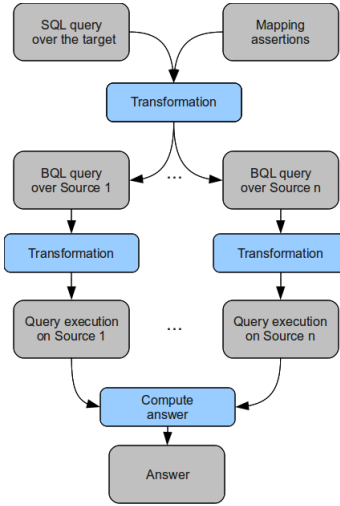 SQL query
over the target
Mapping
assertions
Transformation
BQL query
over Source 1
...
BQL query
over Source n
Transformation
Transformation
Query execution
on Source 1
...
Query execution
on Source n
Compute
answer
Answer